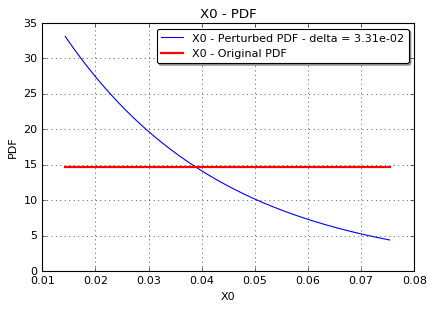 X0 - PDF
X0 - Perturbed PDF - delta = 3.31e-02
X0 - Original PDF
PDF
35
30
25
20
15
10
5
0
0.01 0.02 0.03 0.04 0.05 0.06 0.07 0.08
X0